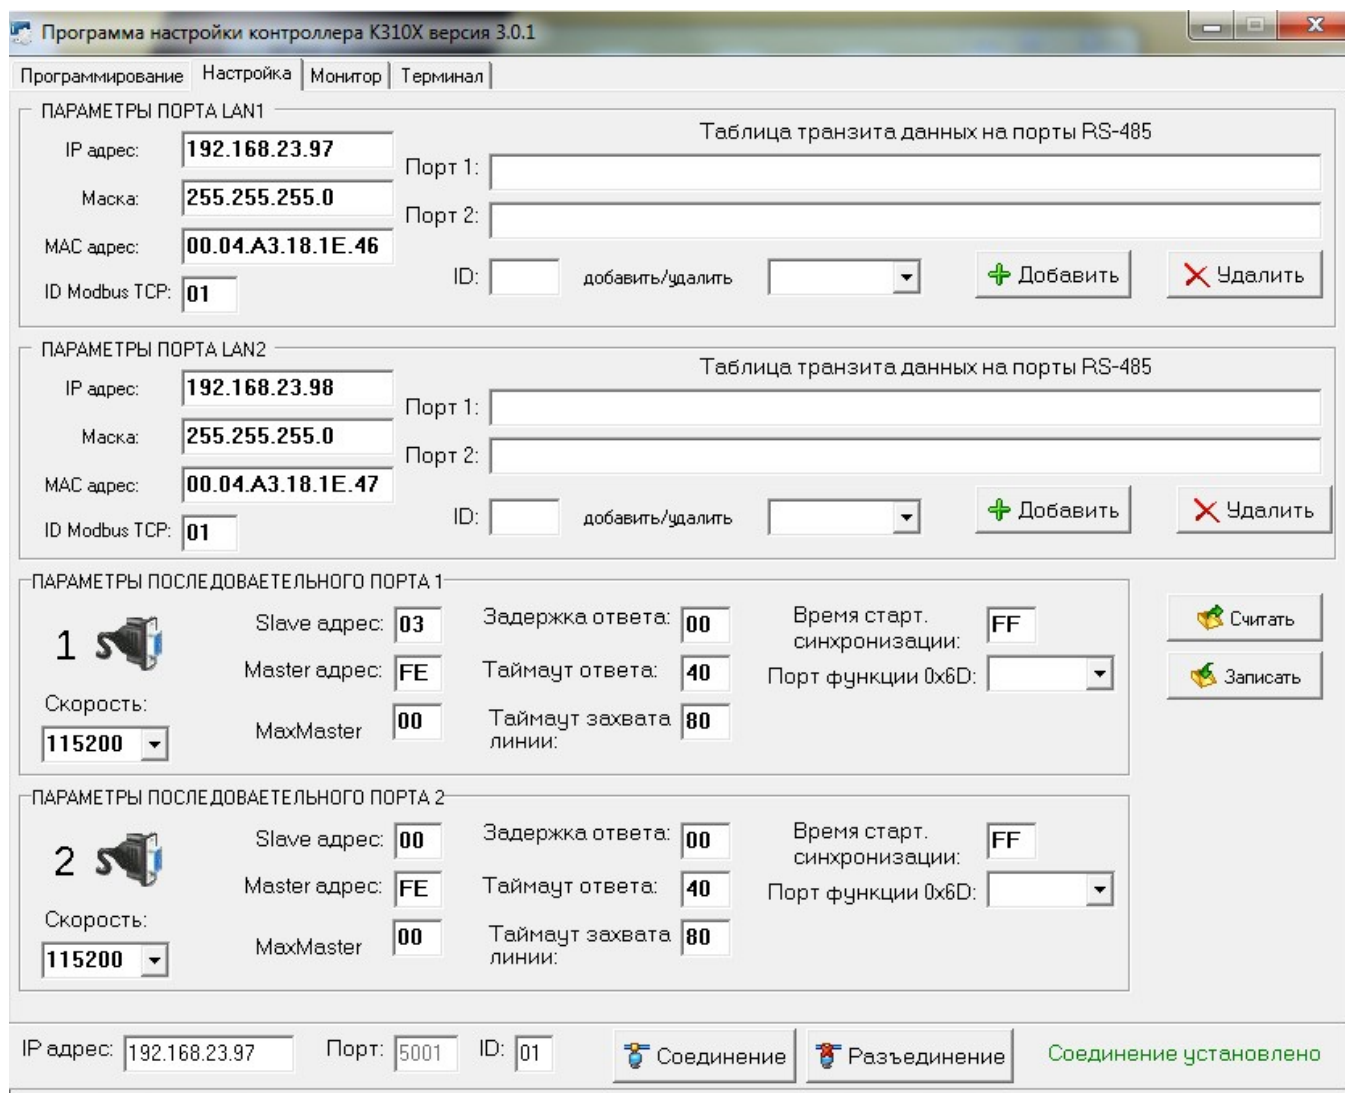 Программа настройки контроллера K310X версия 3.0.1
Программирование Настройка Монитор Терминал
ПАРАМЕТРЫ ПОРТА LAN1
Таблица транзита данных на порты RS-485
IP адрес: 192.168.23.97
Порт 1:
Маска: 255.255.255.0
Порт 2:
MAC адрес: 00.04.A3.18.1E.46
ID: добавить/удалить Добавить Удалить
ID Modbus TCP: 01
ПАРАМЕТРЫ ПОРТА LAN2
Таблица транзита данных на порты RS-485
IP адрес: 192.168.23.98
Порт 1:
Маска: 255.255.255.0
Порт 2:
MAC адрес: 00.04.A3.18.1E.47
ID: добавить/удалить Добавить Удалить
ID Modbus TCP: 01
ПАРАМЕТРЫ ПОСЛЕДОВАЕТЕЛЬНОГО ПОРТА 1
1
Скорость:
115200
Slave адрес: 03
Master адрес: FE
MaxMaster 00
Задержка ответа: 00
Таймаут ответа: 40
Таймаут захвата
линии: 80
Время старт.
синхронизации: FF
Порт функции 0x6D:
Считать
Записать
ПАРАМЕТРЫ ПОСЛЕДОВАЕТЕЛЬНОГО ПОРТА 2
2
Скорость:
115200
Slave адрес: 00
Master адрес: FE
MaxMaster 00
Задержка ответа: 00
Таймаут ответа: 40
Таймаут захвата
линии: 80
Время старт.
синхронизации: FF
Порт функции 0x6D:
IP адрес: 192.168.23.97 Порт: 5001 ID: 01 Соединение Разъединение Соединение установлено